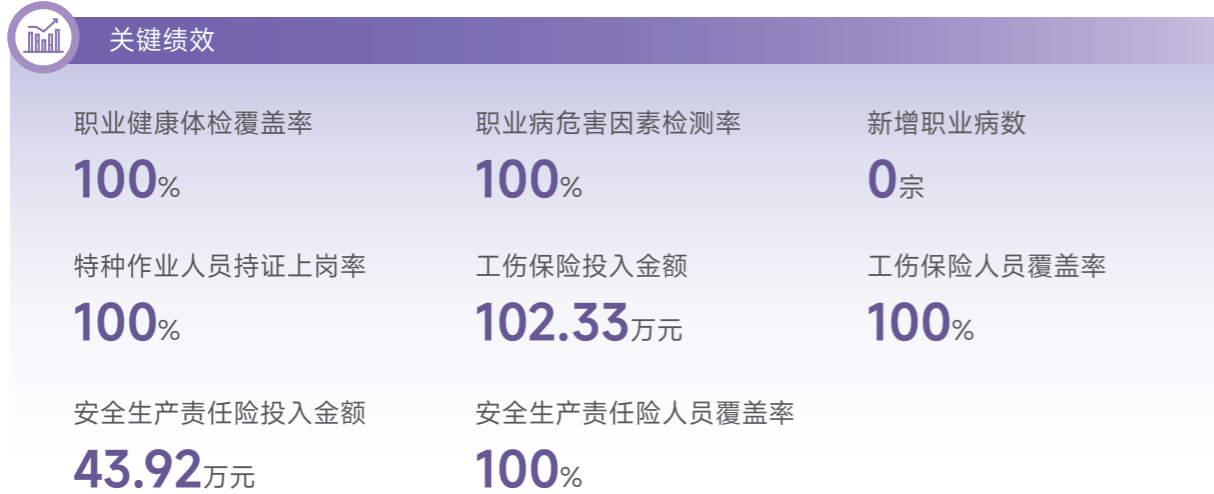 关键绩效
职业健康体检覆盖率
职业病危害因素检测率
新增职业病数
100%
100%
0宗
特种作业人员持证上岗率
工伤保险投入金额
工伤保险人员覆盖率
100%
102.33万元
100%
安全生产责任险投入金额
安全生产责任险人员覆盖率
43.92万元
100%